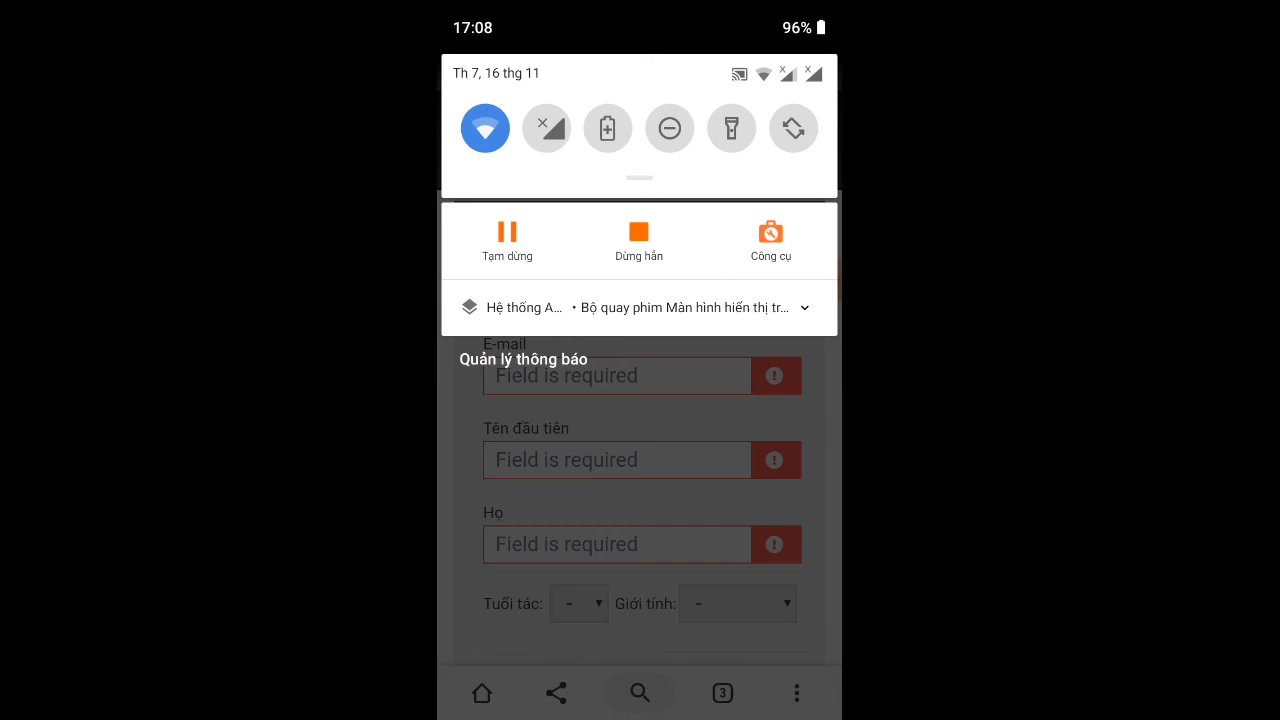 17:08 96%
Th 7, 16 thg 11
Tạm dừng Dừng hẳn Công cụ
Hệ thống A... • Bộ quay phim Màn hình hiển thị tr...
E-mail
Quản lý thông báo
Field is required
Tên đầu tiên
Field is required
Họ
Field is required
Tuổi tác: - Giới tính: -
3